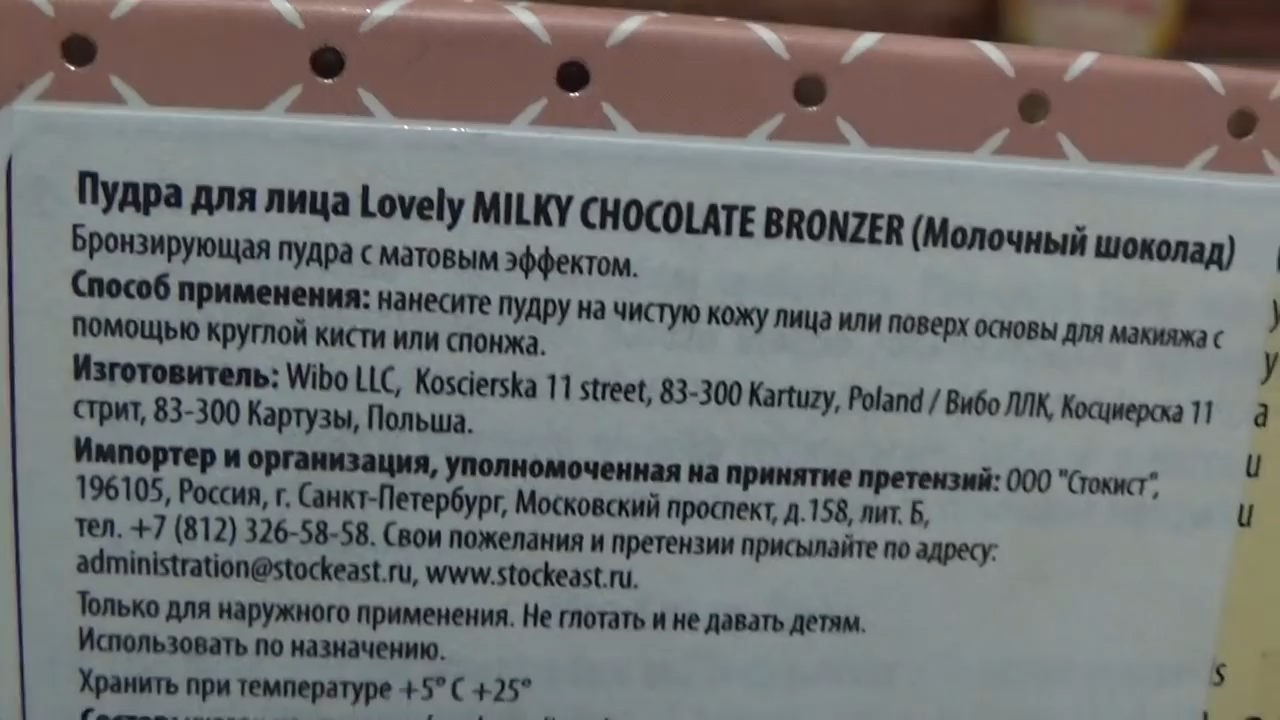 Пудра для лица Lovely MILKY CHOCOLATE BRONZER (Молочный шоколад)
Бронзирующая пудра с матовым эффектом.
Способ применения: нанесите пудру на чистую кожу лица или поверх основы для макияжа с
помощью круглой кисти или спонжа.
Изготовитель: Wibo LLC, Koscierska 11 street, 83-300 Kartuzy, Poland / Вибо ЛЛК, Косциерска 11
стрит, 83-300 Картузы, Польша.
Импортер и организация, уполномоченная на принятие претензий: ООО "Стокист",
196105, Россия, г. Санкт-Петербург, Московский проспект, д.158, лит. Б,
тел. +7 (812) 326-58-58. Свои пожелания и претензии присылайте по адресу:
administration@stockeast.ru, www.stockeast.ru.
Только для наружного применения. Не глотать и не давать детям.
Использовать по назначению.
Хранить при температуре +5° C +25°